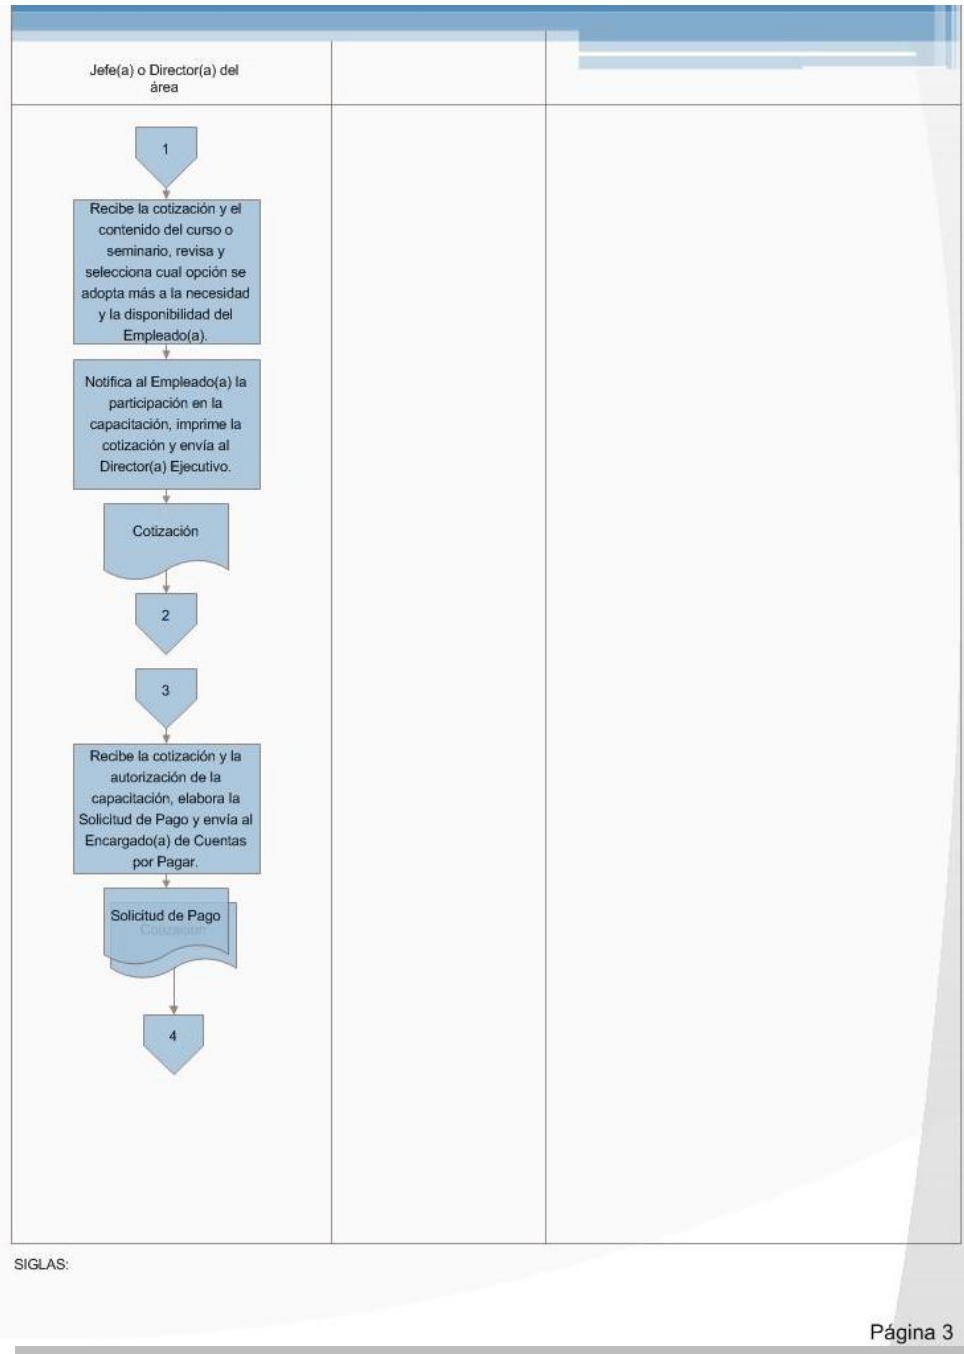 Jefe(a) o Director(a) del
área
1
Recibe la cotización y el
contenido del curso o
seminario, revisa y
selecciona cual opción se
adopta más a la necesidad
y la disponibilidad del
Empleado(a).
Notifica al Empleado(a) la
participación en la
capacitación, imprime la
cotización y envía al
Director(a) Ejecutivo.
Cotización
2
3
Recibe la cotización y la
autorización de la
capacitación, elabora la
Solicitud de Pago y envía al
Encargado(a) de Cuentas
por Pagar.
Solicitud de Pago
Cotización
4
SIGLAS:
Página 3